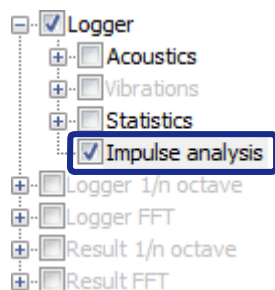 Logger
Acoustics
Vibrations
Statistics
Impulse analysis
Logger 1/n octave
Logger FFT
Result 1/n octave
Result FFT